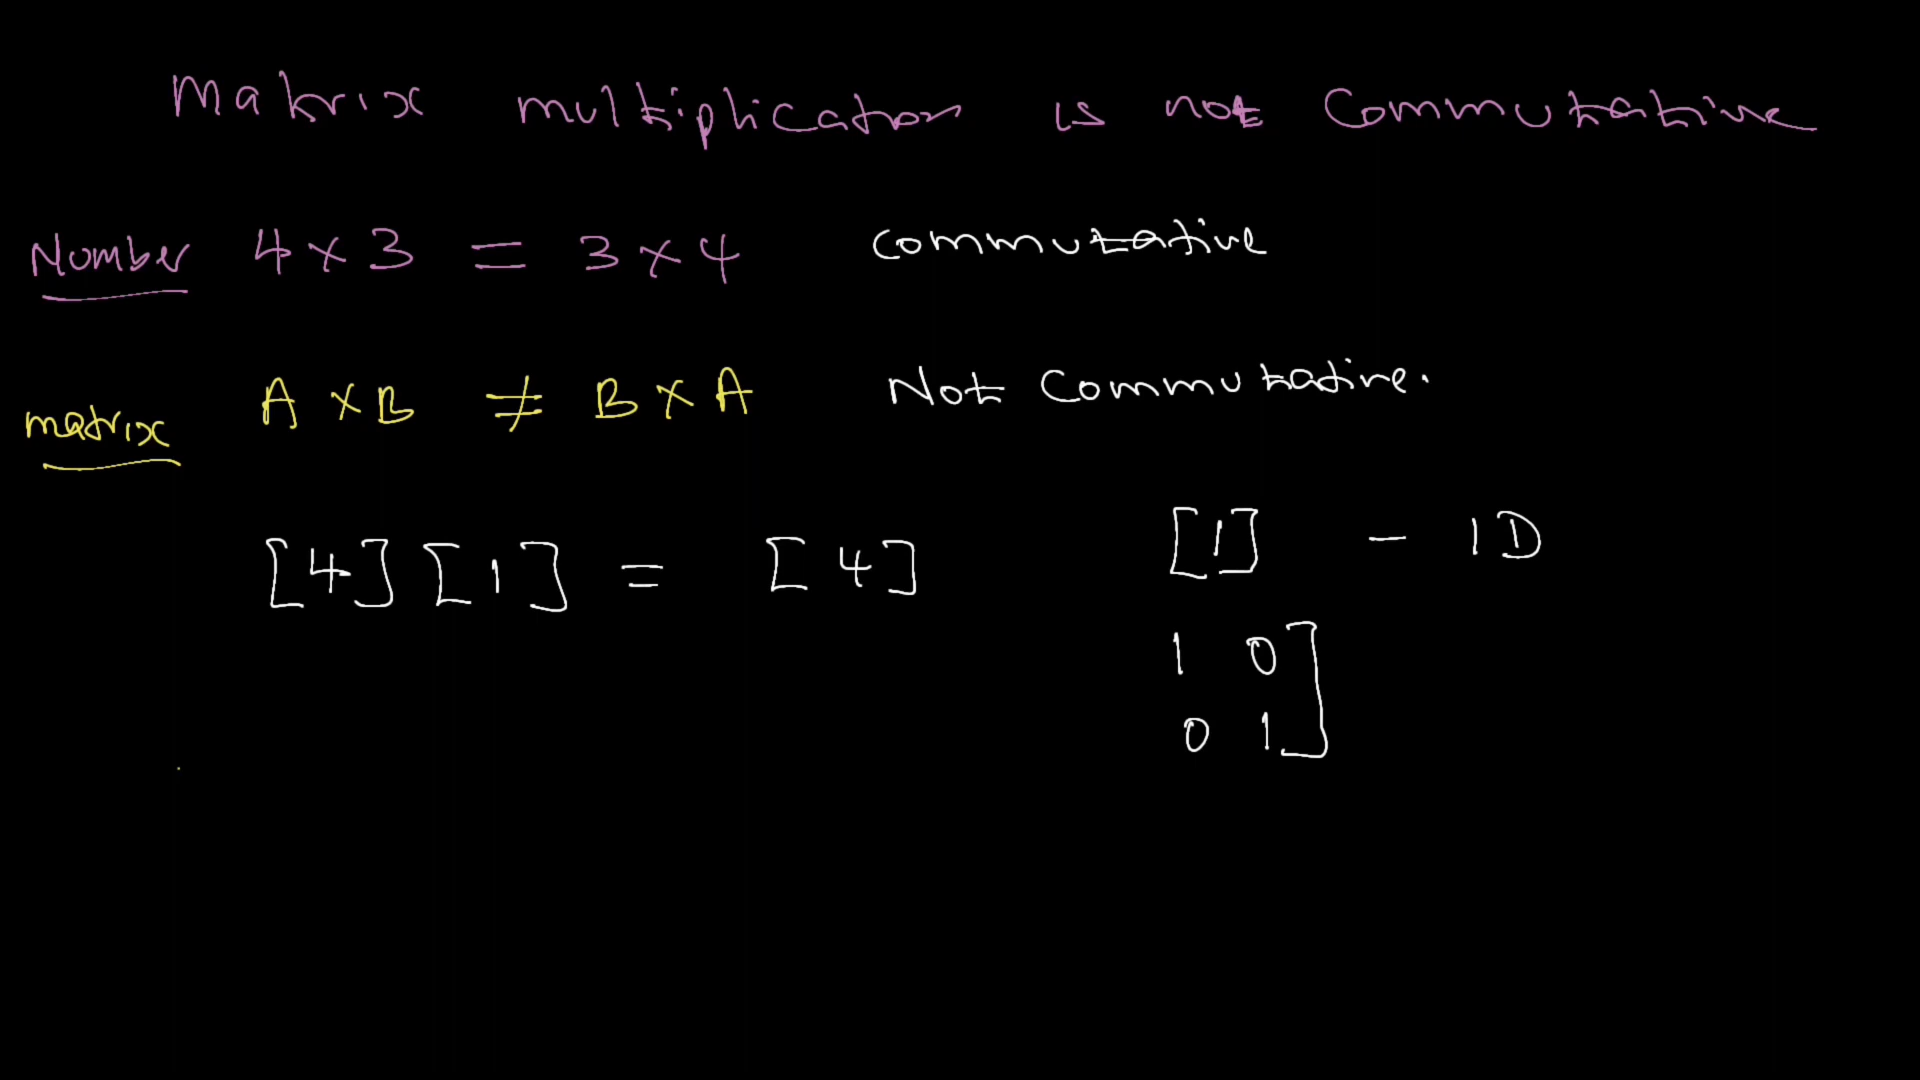 Matrix multiplication is not Commutative
Number 4 × 3 = 3 × 4 Commutative
matrix A × B ≠ B × A Not Commutative.
[4] [1] = [4] [1] - 1D
1 0]
0 1]